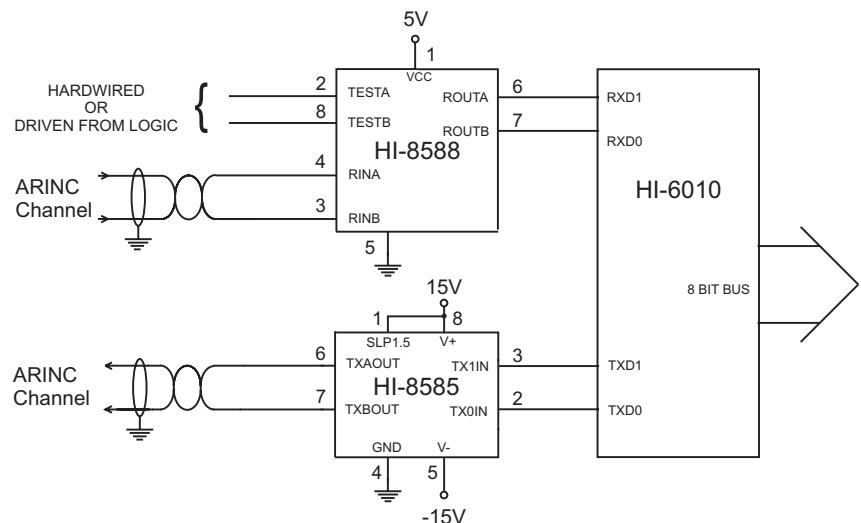 5V
1
VCC
HARDWIRED
OR
DRIVEN FROM LOGIC
{
2
TESTA
8
TESTB
ROUTA
6
ROUTB
7
HI-8588
ARINC
Channel
4
RINA
3
RINB
5
RXD1
RXD0
HI-6010
8 BIT BUS
TXD1
TXD0
15V
1
8
SLP1.5
V+
ARINC
Channel
6
TXAOUT
7
TXBOUT
TX1IN
3
TX0IN
2
HI-8585
GND
V-
4
5
-15V